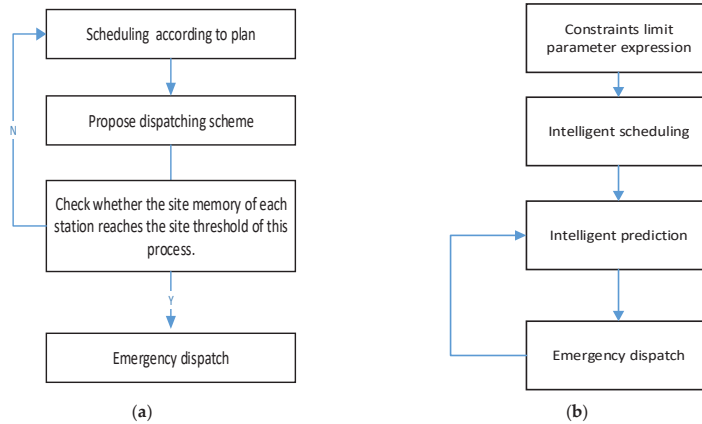 Scheduling according to plan
N
Propose dispatching scheme
Check whether the site memory of each
station reaches the site threshold of this
process.
Y
Emergency dispatch
(a)
Constraints limit
parameter expression
Intelligent scheduling
Intelligent prediction
Emergency dispatch
(b)